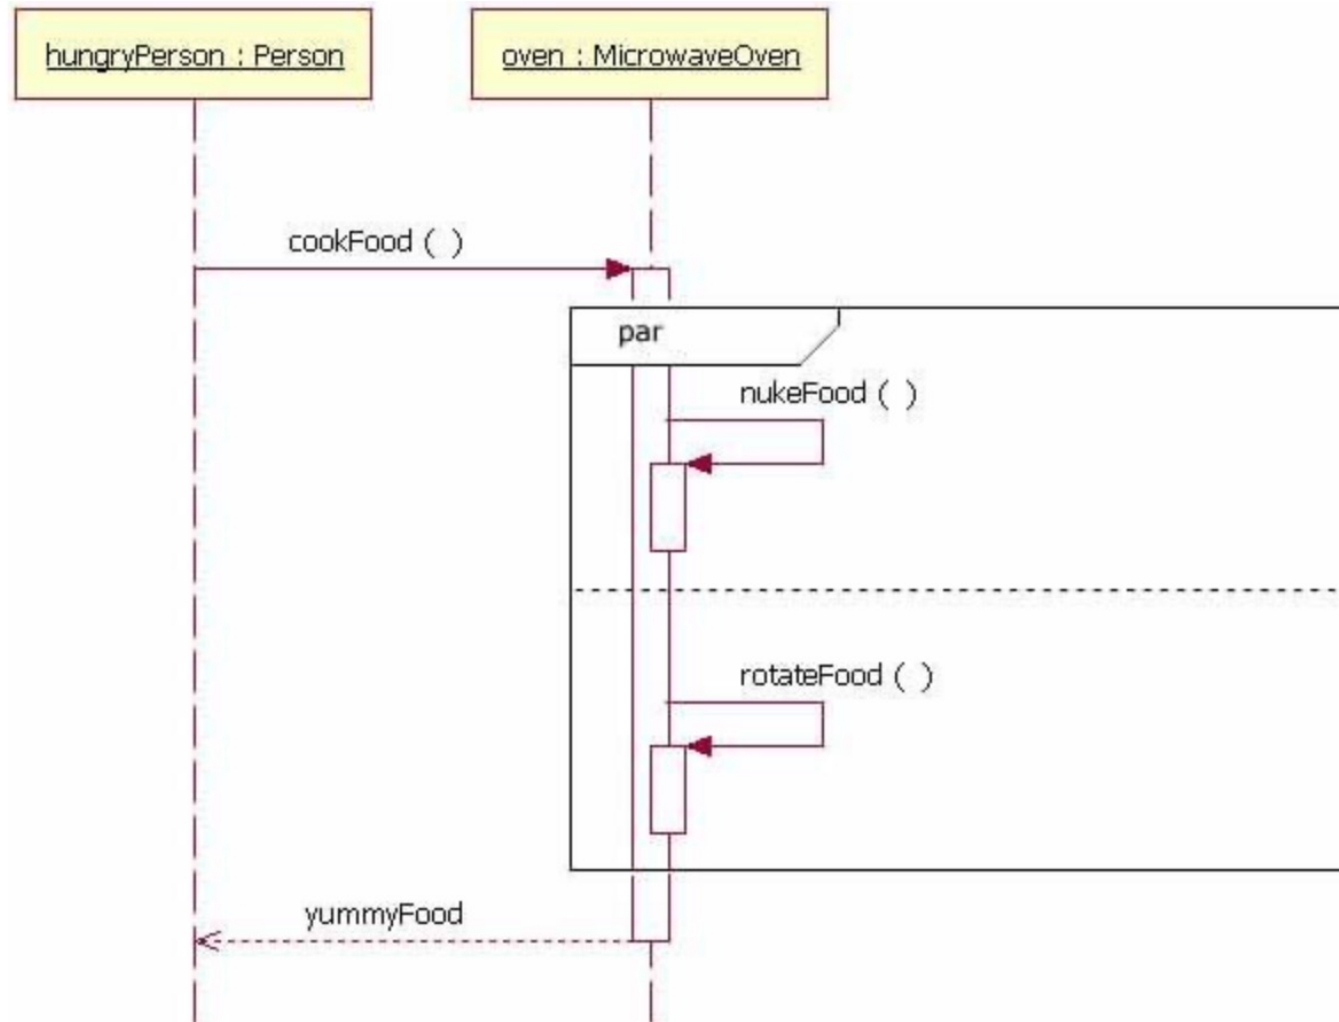 hungryPerson : Person
oven : MicrowaveOven
cookFood ( )
par
nukeFood ( )
rotateFood ( )
yummyFood